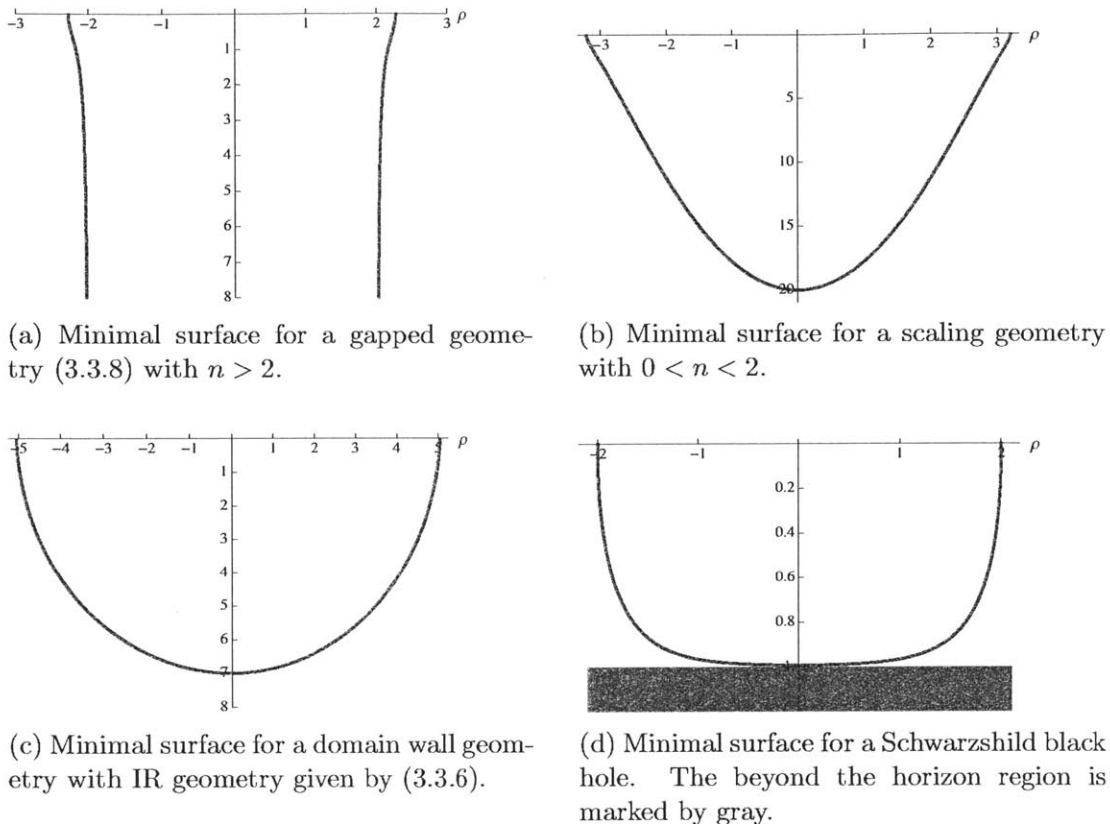 -3 -2 -1 1 2 3 ρ
1
2
3
4
5
6
7
8
(a) Minimal surface for a gapped geome-
try (3.3.8) with n > 2.
-3 -2 -1 1 2 3 ρ
5
10
15
20
(b) Minimal surface for a scaling geometry
with 0 < n < 2.
-5 -4 -3 -2 -1 1 2 3 4 5 ρ
1
2
3
4
5
6
7
8
(c) Minimal surface for a domain wall geom-
etry with IR geometry given by (3.3.6).
-2 -1 1 2 ρ
0.2
0.4
0.6
0.8
1
(d) Minimal surface for a Schwarzshild black
hole. The beyond the horizon region is
marked by gray.